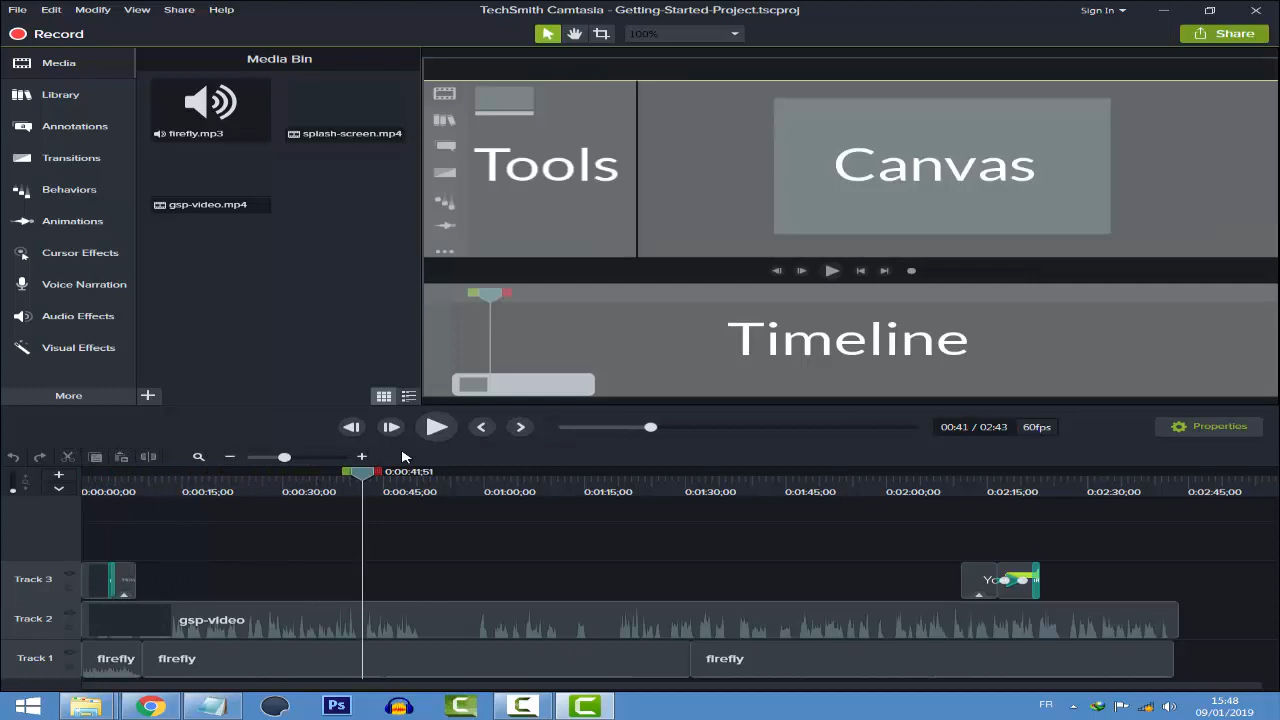 File Edit Modify View Share Help TechSmith Camtasia - Getting-Started-Project.tscproj Sign In
Record 100% Share
Media
Library
Annotations
Transitions
Behaviors
Animations
Cursor Effects
Voice Narration
Audio Effects
Visual Effects
More
Media Bin
firefly.mp3 splash-screen.mp4
gsp-video.mp4
Tools Canvas
Timeline
00:41 / 02:43 60fps Properties
0:00:41;51
0:00:00;00 0:00:15;00 0:00:30;00 0:00:45;00 0:01:00;00 0:01:15;00 0:01:30;00 0:01:45;00 0:02:00;00 0:02:15;00 0:02:30;00 0:02:45;00
Track 3
Track 2 gsp-video
Track 1 firefly firefly firefly
Ps FR 15:48
09/01/2019